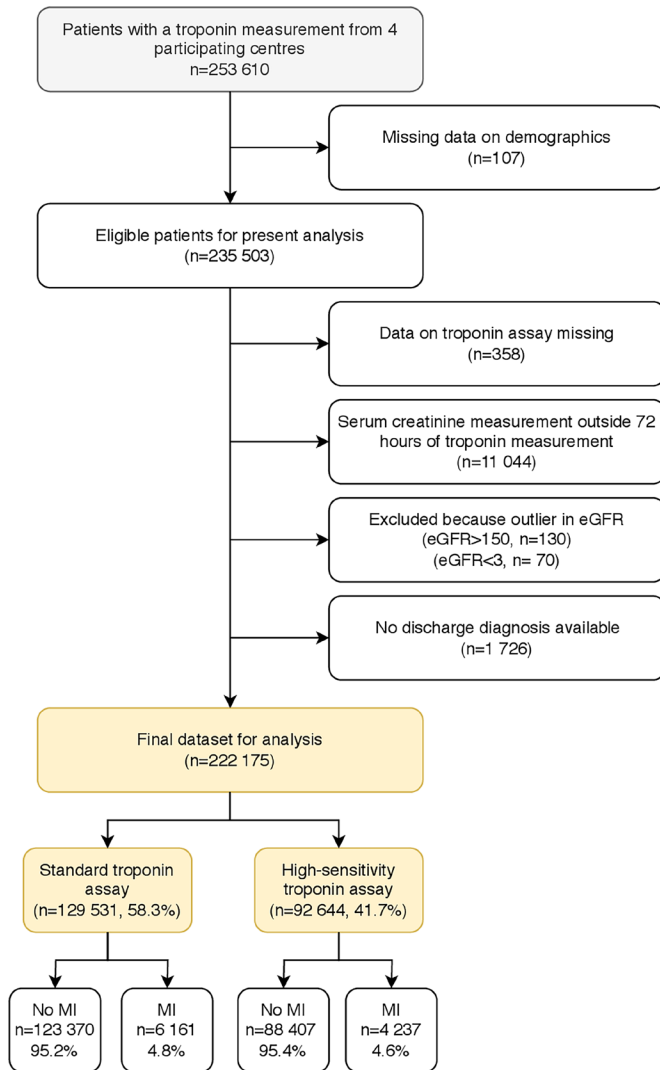 Patients with a troponin measurement from 4
participating centres
n=253 610
Missing data on demographics
(n=107)
Eligible patients for present analysis
(n=235 503)
Data on troponin assay missing
(n=358)
Serum creatinine measurement outside 72
hours of troponin measurement
(n=11 044)
Excluded because outlier in eGFR
(eGFR>150, n=130)
(eGFR<3, n= 70)
No discharge diagnosis available
(n=1 726)
Final dataset for analysis
(n=222 175)
Standard troponin
assay
(n=129 531, 58.3%)
High-sensitivity
troponin assay
(n=92 644, 41.7%)
No MI
n=123 370
95.2%
MI
n=6 161
4.8%
No MI
n=88 407
95.4%
MI
n=4 237
4.6%